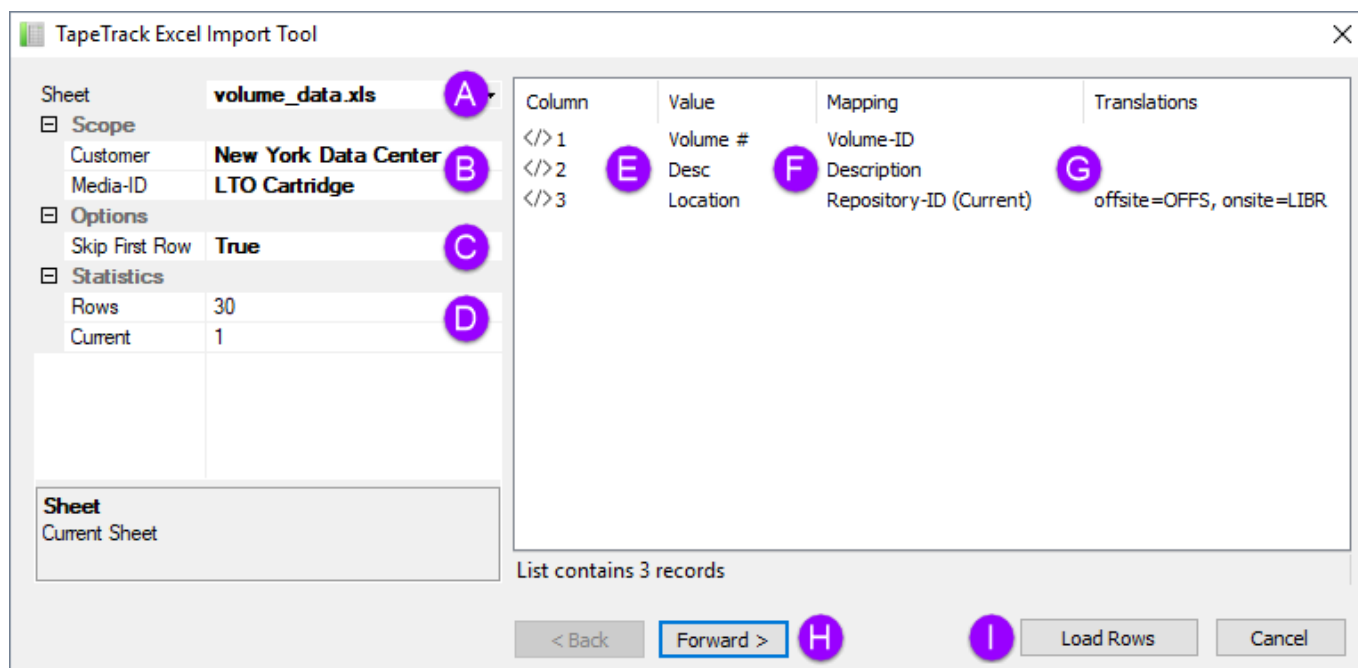 TapeTrack Excel Import Tool
Sheet volume_data.xls A
Scope
Customer New York Data Center
B
Media-ID LTO Cartridge
Options
Skip First Row True C
Statistics
Rows 30
D
Current 1
Sheet
Current Sheet
Column Value Mapping Translations
</> 1 Volume # Volume-ID
</> 2 E Desc F Description G
</> 3 Location Repository-ID (Current) offsite=OFFS, onsite=LIBR
List contains 3 records
< Back Forward > H I Load Rows Cancel